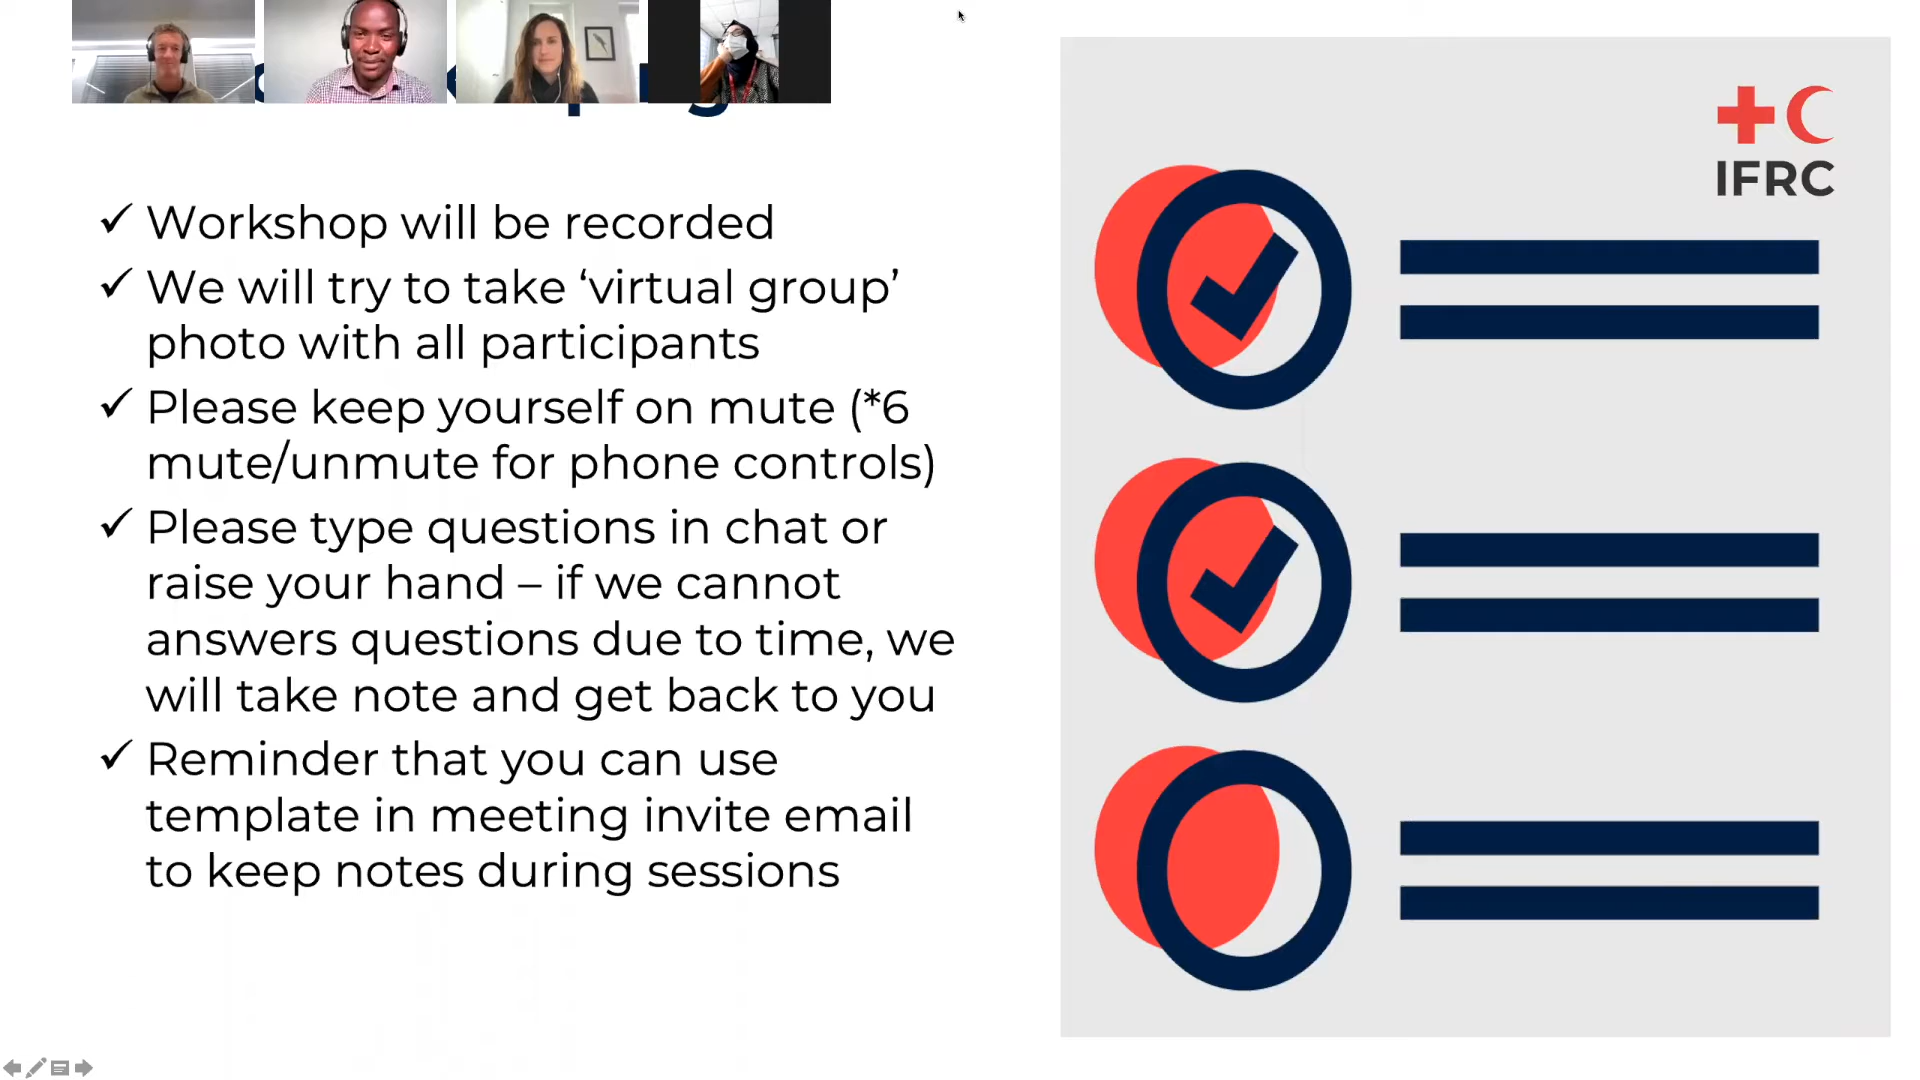 Workshop will be recorded
We will try to take ‘virtual group’
photo with all participants
Please keep yourself on mute (*6
mute/unmute for phone controls)
Please type questions in chat or
raise your hand – if we cannot
answers questions due to time, we
will take note and get back to you
Reminder that you can use
template in meeting invite email
to keep notes during sessions
IFRC